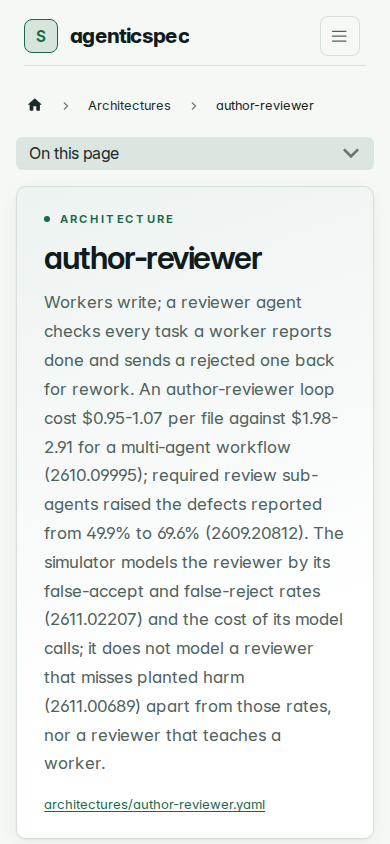 S agenticspec
Architectures author-reviewer
On this page
ARCHITECTURE
author-reviewer
Workers write; a reviewer agent
checks every task a worker reports
done and sends a rejected one back
for rework. An author-reviewer loop
cost $0.95-1.07 per file against $1.98-
2.91 for a multi-agent workflow
(2610.09995); required review sub-
agents raised the defects reported
from 49.9% to 69.6% (2609.20812). The
simulator models the reviewer by its
false-accept and false-reject rates
(2611.02207) and the cost of its model
calls; it does not model a reviewer
that misses planted harm
(2611.00689) apart from those rates,
nor a reviewer that teaches a
worker.
architectures/author-reviewer.yaml